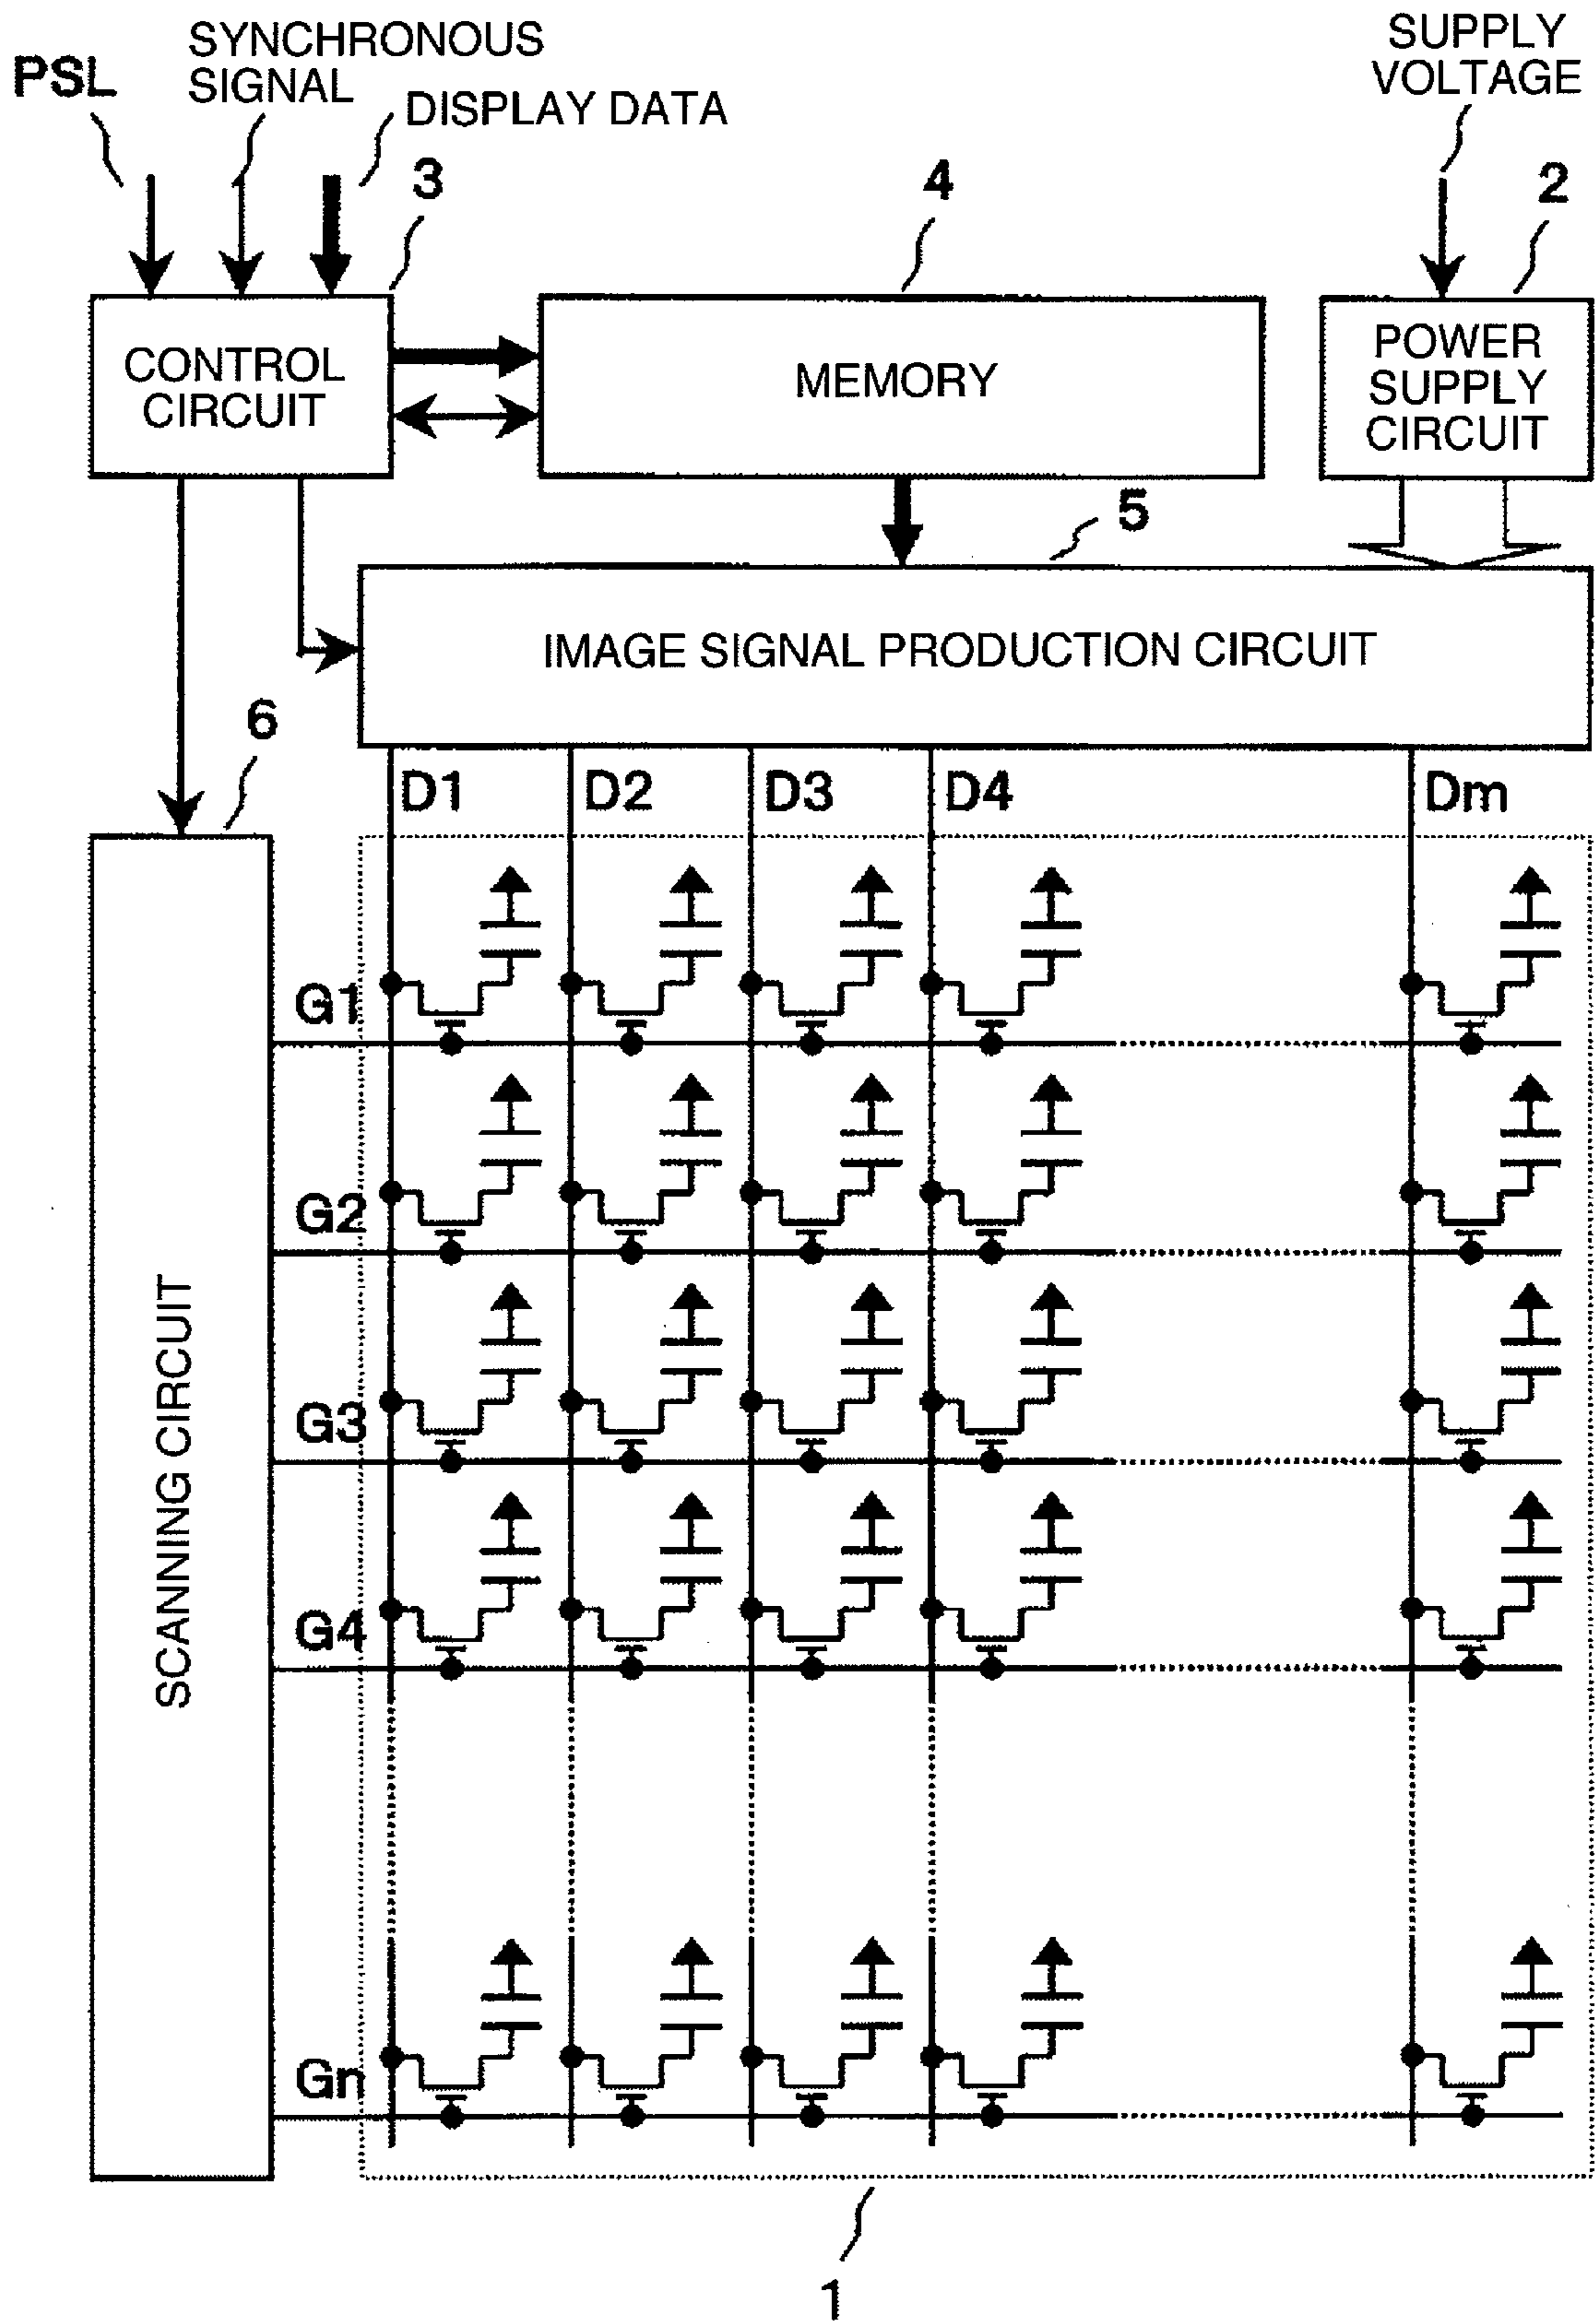 PSL
SYNCHRONOUS
SIGNAL
DISPLAY DATA
SUPPLY
VOLTAGE
3
4
2
CONTROL
CIRCUIT
MEMORY
POWER
SUPPLY
CIRCUIT
5
IMAGE SIGNAL PRODUCTION CIRCUIT
6
D1
D2
D3
D4
Dm
G1
G2
G3
G4
Gn
SCANNING CIRCUIT
1